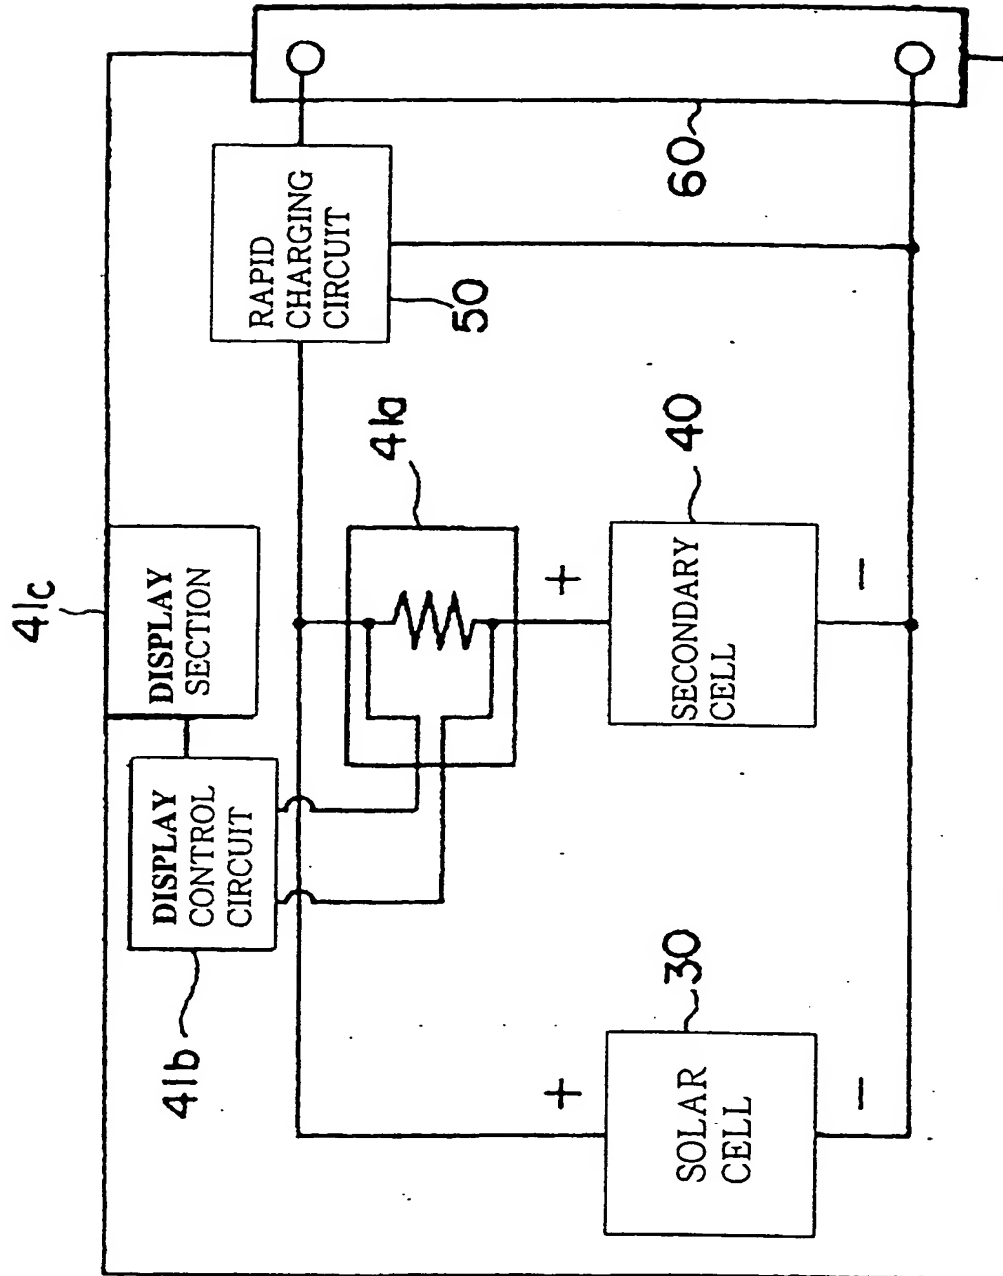 41c
DISPLAY
SECTION
DISPLAY
CONTROL
CIRCUIT
41b
RAPID
CHARGING
CIRCUIT
50
60
41a
+
SECONDARY
CELL
40
−
+
SOLAR
CELL
30
−